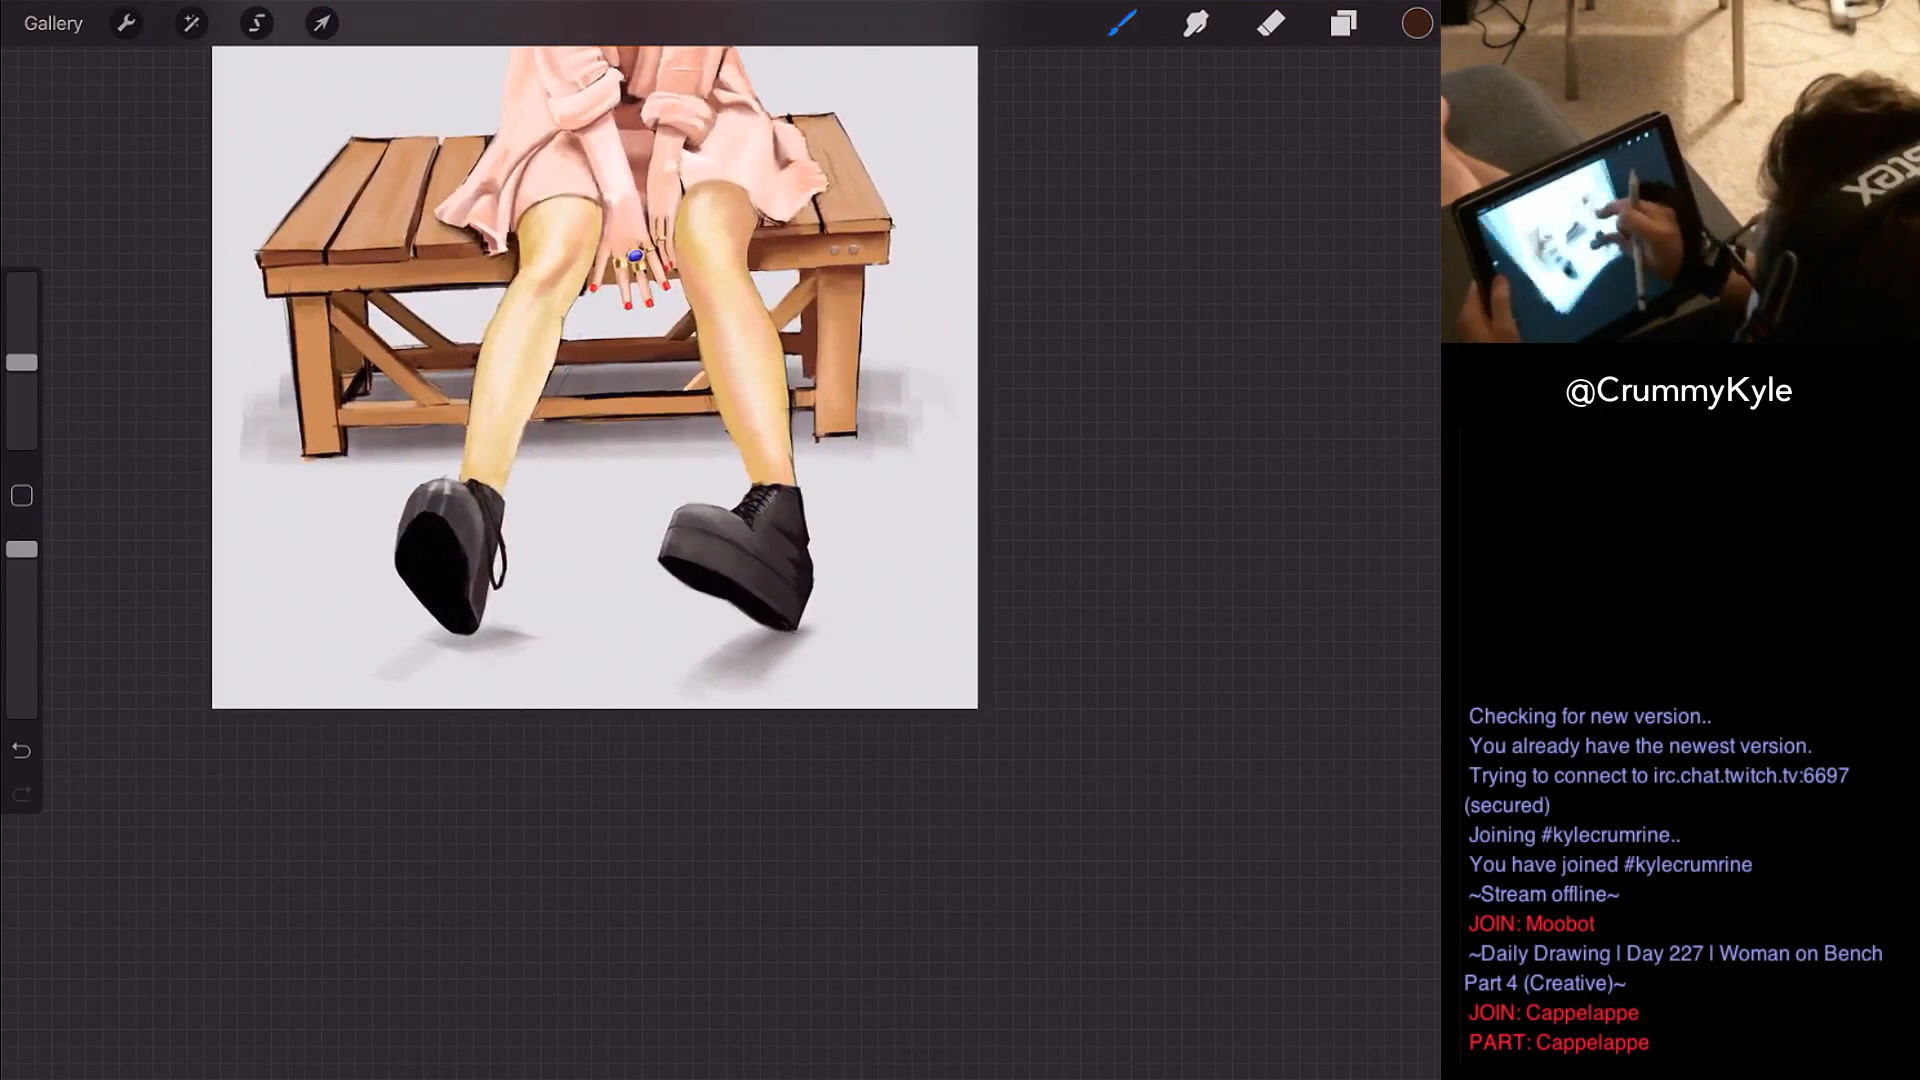 Gallery
@CrummyKyle
Checking for new version..
You already have the newest version.
Trying to connect to irc.chat.twitch.tv:6697
(secured)
Joining #kylecrumrine..
You have joined #kylecrumrine
~Stream offline~
JOIN: Moobot
~Daily Drawing | Day 227 | Woman on Bench
Part 4 (Creative)~
JOIN: Cappelappe
PART: Cappelappe